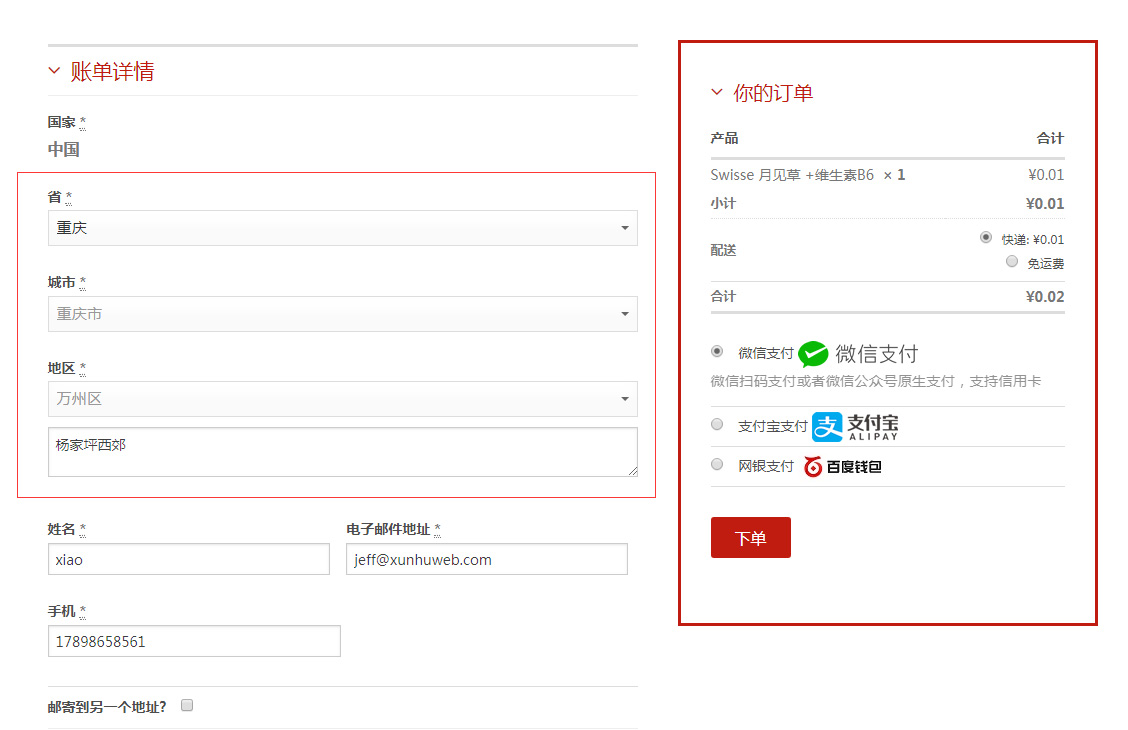 账单详情
国家 *
中国
省 *
重庆
城市 *
重庆市
地区 *
万州区
杨家坪西郊
姓名 *
电子邮件地址 *
xiao
jeff@xunhuweb.com
手机 *
17898658561
邮寄到另一个地址?
你的订单
产品 合计
Swisse 月见草 +维生素B6 × 1 ¥0.01
小计 ¥0.01
配送
快递: ¥0.01
免运费
合计 ¥0.02
微信支付 微信支付
微信扫码支付或者微信公众号原生支付，支持信用卡
支付宝支付 支 支付宝
ALIPAY
网银支付 百度钱包
下单